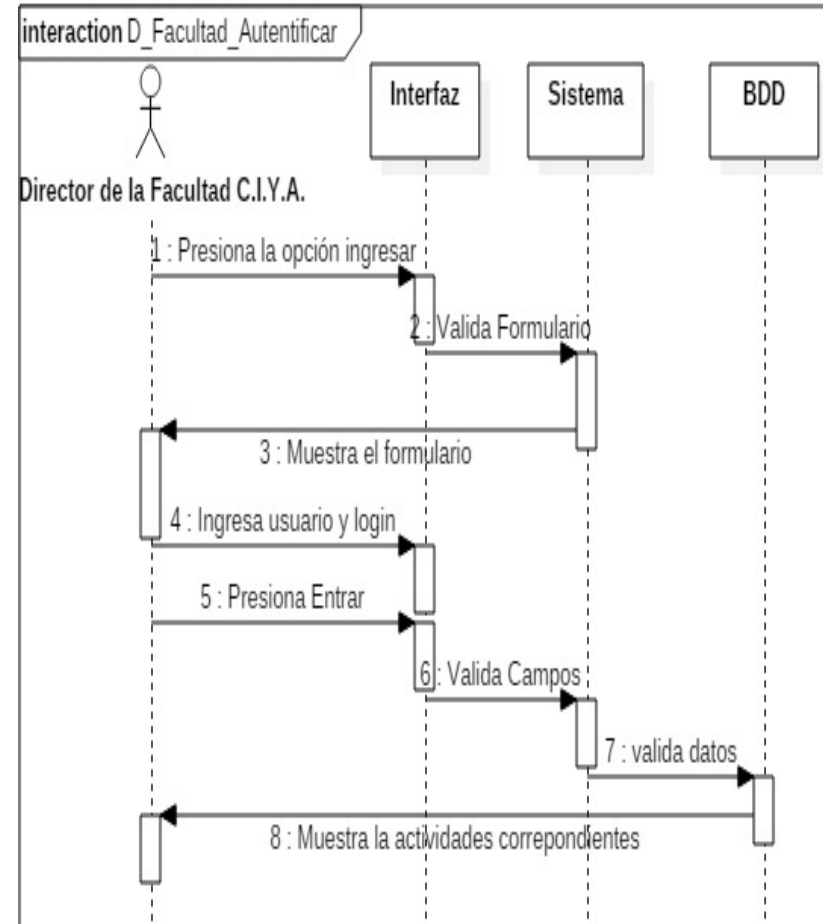 interaction D_Facultad_Autentificar
Interfaz
Sistema
BDD
Director de la Facultad C.I.Y.A.
1 : Presiona la opción ingresar
2 : Valida Formulario
3 : Muestra el formulario
4 : Ingresa usuario y login
5 : Presiona Entrar
6 : Valida Campos
7 : valida datos
8 : Muestra la actividades correpondientes